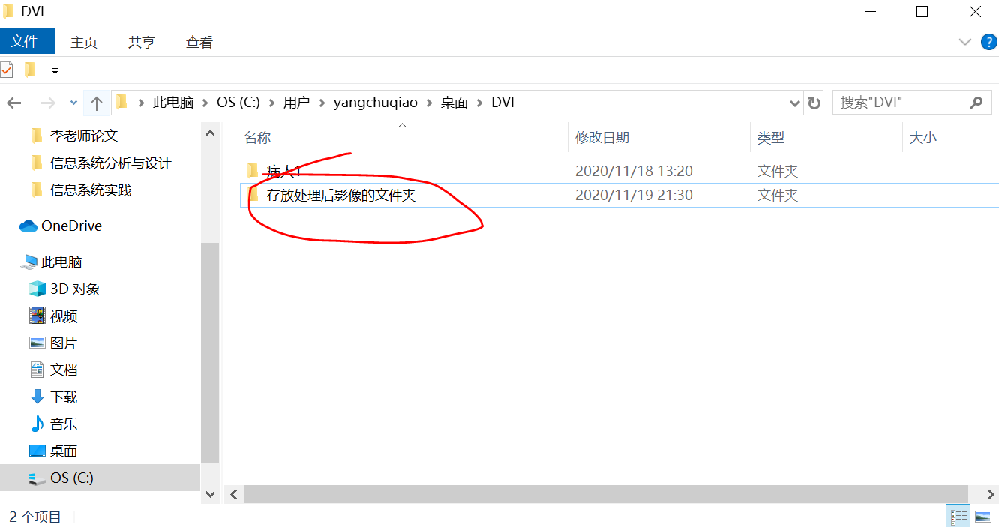 DVI
文件 主页 共享 查看
此电脑 OS (C:) 用户 yangchuqiao 桌面 DVI 搜索"DVI"
李老师论文
信息系统分析与设计
信息系统实践
OneDrive
此电脑
3D 对象
视频
图片
文档
下载
音乐
桌面
OS (C:)
名称 修改日期 类型 大小
病人1 2020/11/18 13:20 文件夹
存放处理后影像的文件夹 2020/11/19 21:30 文件夹
2 个项目